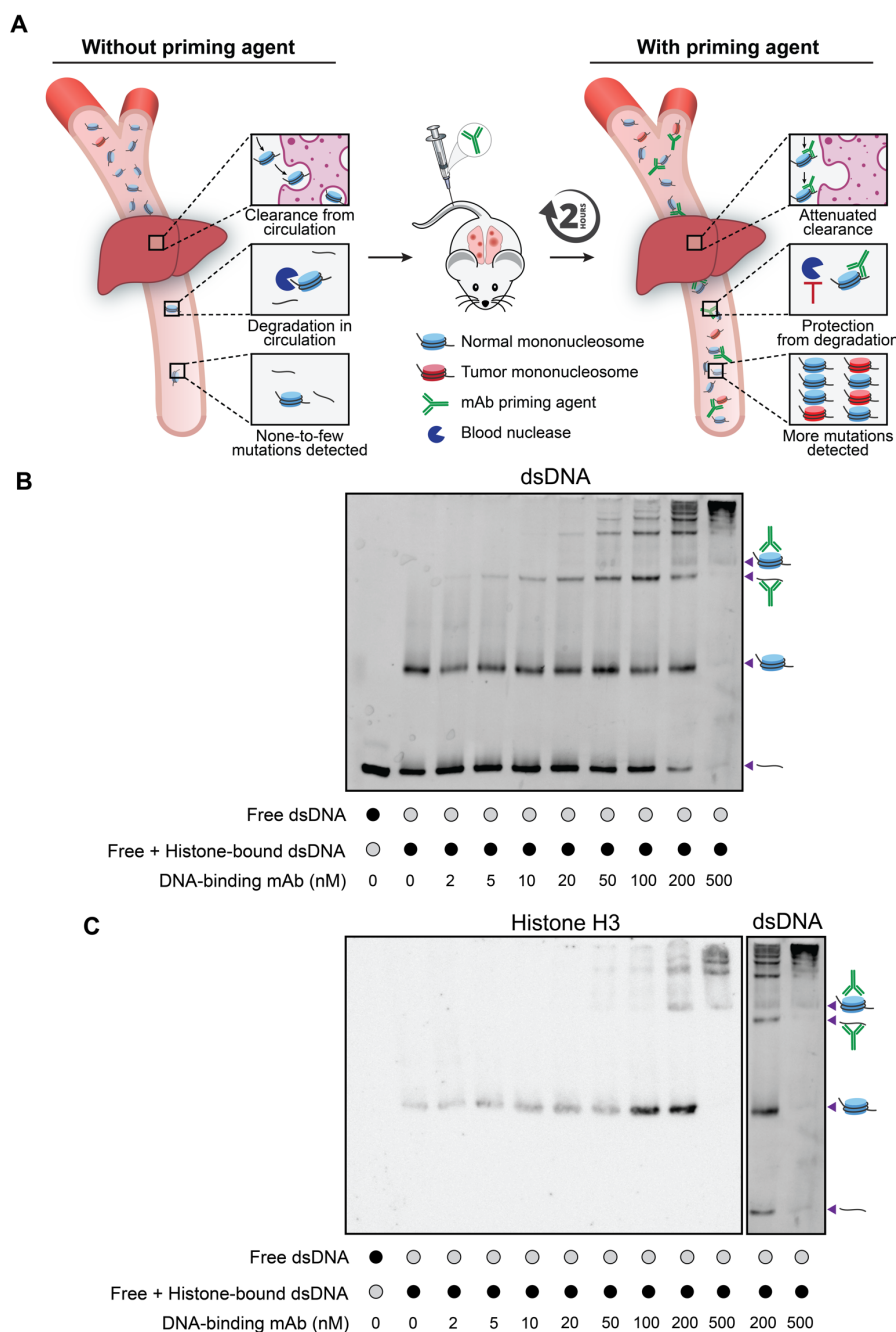 A
Without priming agent
With priming agent
Clearance from
circulation
Degradation in
circulation
None-to-few
mutations detected
2
HOURS
Normal mononucleosome
Tumor mononucleosome
mAb priming agent
Blood nuclease
Attenuated
clearance
Protection
from degradation
More mutations
detected
B
dsDNA
Free dsDNA
Free + Histone-bound dsDNA
DNA-binding mAb (nM) 0 0 2 5 10 20 50 100 200 500
C
Histone H3
dsDNA
Free dsDNA
Free + Histone-bound dsDNA
DNA-binding mAb (nM) 0 0 2 5 10 20 50 100 200 500 200 500